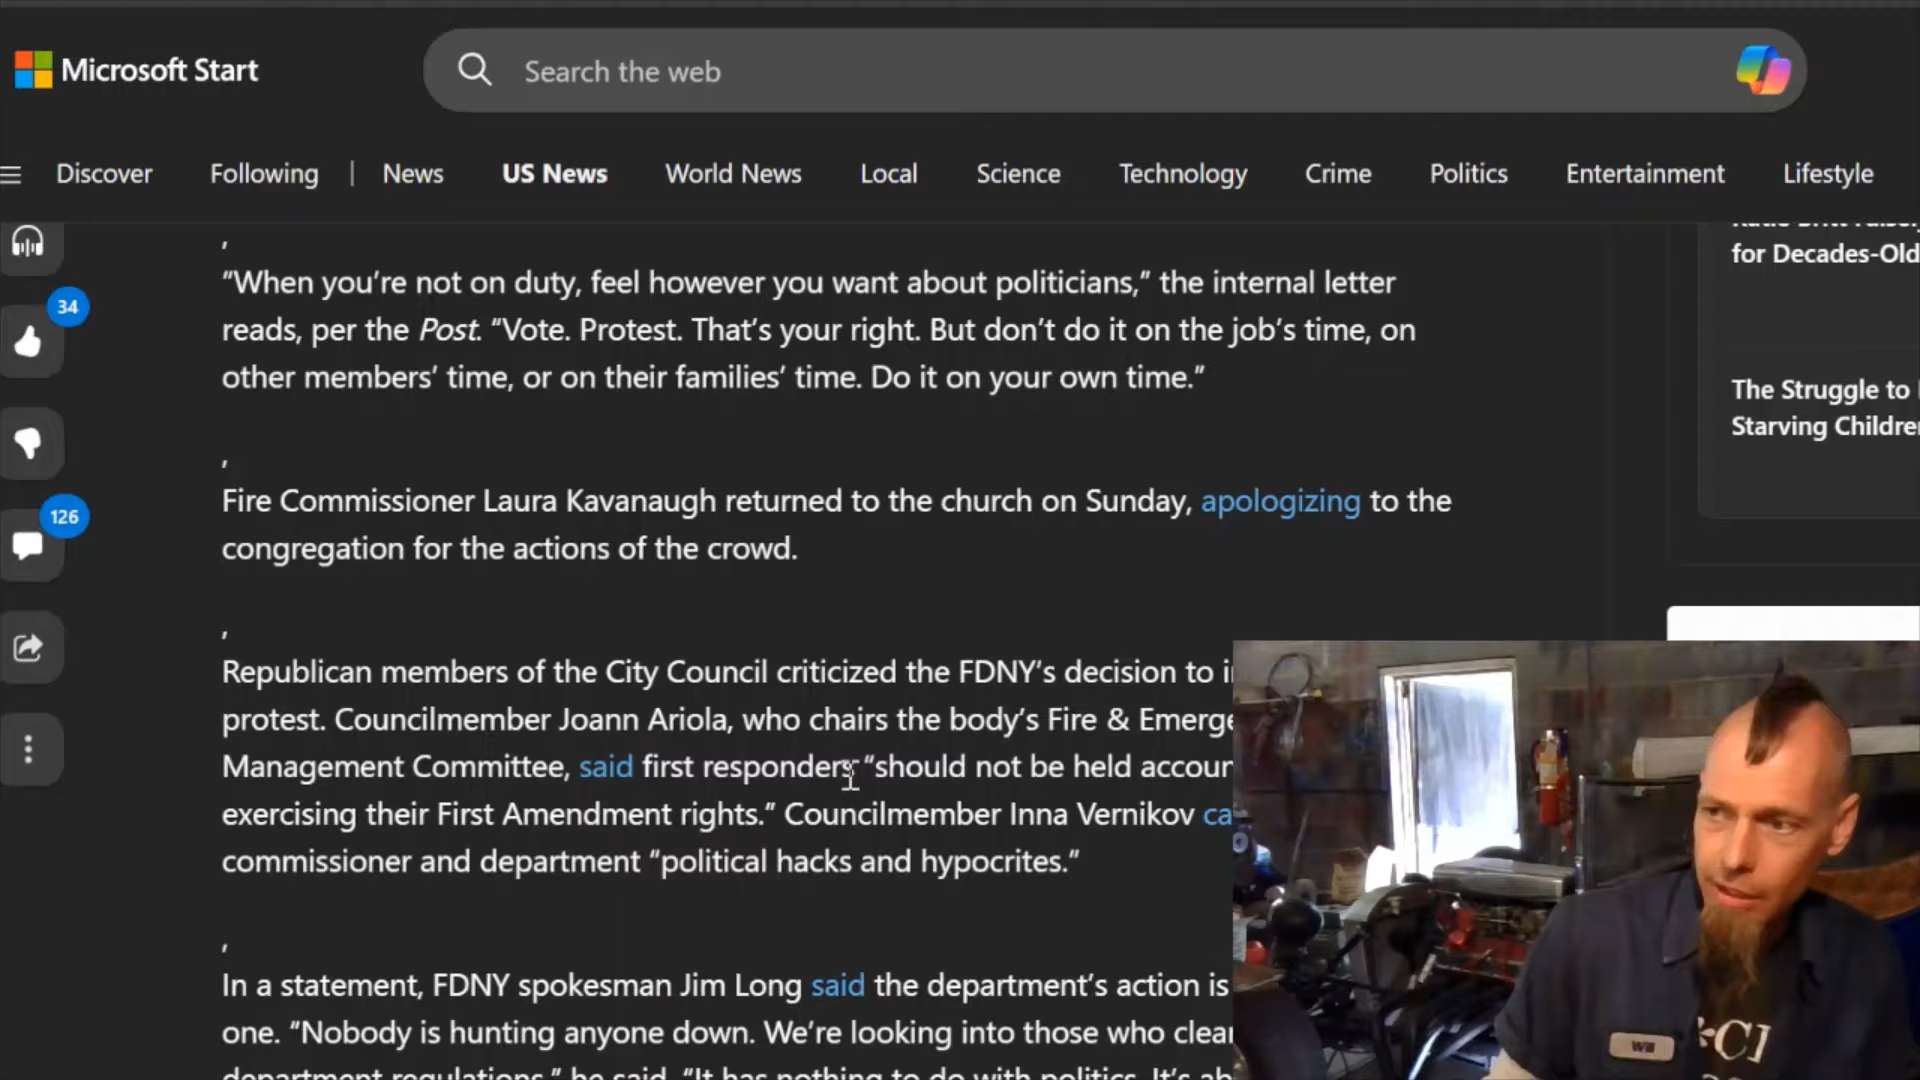 Microsoft Start
Search the web
Discover Following | News US News World News Local Science Technology Crime Politics Entertainment Lifestyle
34
126
,
“When you’re not on duty, feel however you want about politicians,” the internal letter
reads, per the Post. “Vote. Protest. That’s your right. But don’t do it on the job’s time, on
other members’ time, or on their families’ time. Do it on your own time.”
,
Fire Commissioner Laura Kavanaugh returned to the church on Sunday, apologizing to the
congregation for the actions of the crowd.
,
Republican members of the City Council criticized the FDNY’s decision to
protest. Councilmember Joann Ariola, who chairs the body’s Fire & Emerge
Management Committee, said first responders “should not be held accoun
exercising their First Amendment rights.” Councilmember Inna Vernikov ca
commissioner and department “political hacks and hypocrites.”
,
In a statement, FDNY spokesman Jim Long said the department’s action is
one. “Nobody is hunting anyone down. We’re looking into those who clear
department regulations,” he said. “It has nothing to do with politics. It’s ab
for Decades-Old
The Struggle to
Starving Children
Will
&CI